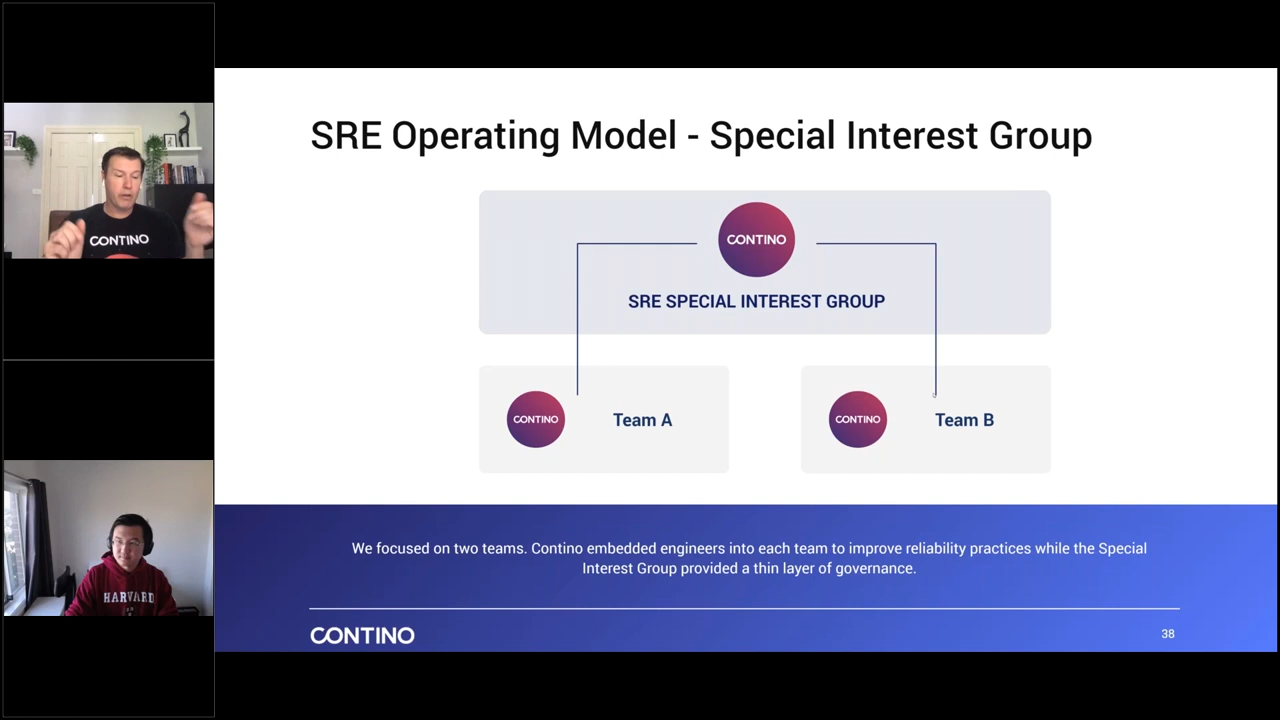 SRE Operating Model - Special Interest Group
CONTINO
SRE SPECIAL INTEREST GROUP
CONTINO
Team A
CONTINO
Team B
We focused on two teams. Contino embedded engineers into each team to improve reliability practices while the Special
Interest Group provided a thin layer of governance.
CONTINO
38
CONTINO
HARVARD